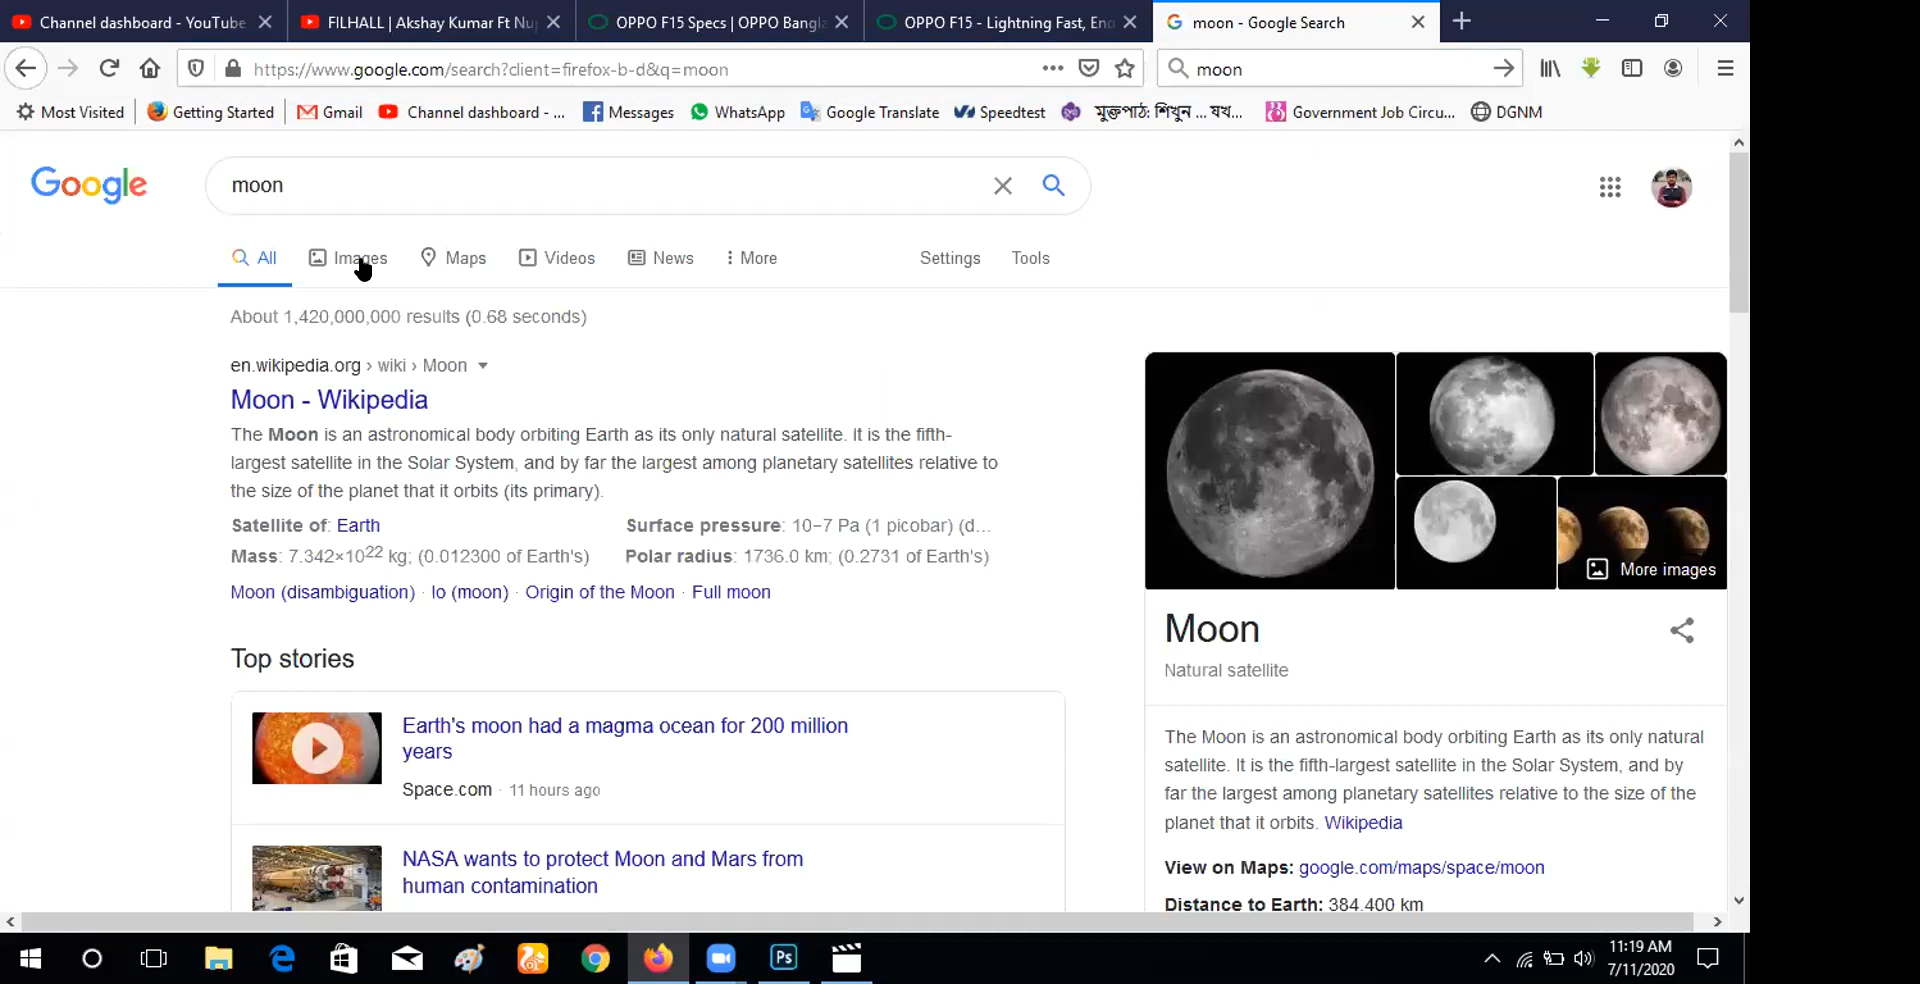 Channel dashboard - YouTube
FILHALL | Akshay Kumar Ft Nu
OPPO F15 Specs | OPPO Bangla
OPPO F15 - Lightning Fast, End
moon - Google Search
https://www.google.com/search?client=firefox-b-d&q=moon
moon
Most Visited
Getting Started
Gmail
Channel dashboard - ...
Messages
WhatsApp
Google Translate
Speedtest
মুক্তপাঠ: শিখুন ... যখ...
Government Job Circu...
DGNM
Google
moon
All
Images
Maps
Videos
News
More
Settings
Tools
About 1,420,000,000 results (0.68 seconds)
en.wikipedia.org › wiki › Moon
Moon - Wikipedia
The Moon is an astronomical body orbiting Earth as its only natural satellite. It is the fifth-
largest satellite in the Solar System, and by far the largest among planetary satellites relative to
the size of the planet that it orbits (its primary).
Satellite of: Earth
Surface pressure: 10−7 Pa (1 picobar) (d...
Mass: 7.342×10²² kg; (0.012300 of Earth's)
Polar radius: 1736.0 km; (0.2731 of Earth's)
Moon (disambiguation) · Io (moon) · Origin of the Moon · Full moon
Top stories
Earth's moon had a magma ocean for 200 million
years
Space.com · 11 hours ago
NASA wants to protect Moon and Mars from
human contamination
More images
Moon
Natural satellite
The Moon is an astronomical body orbiting Earth as its only natural
satellite. It is the fifth-largest satellite in the Solar System, and by
far the largest among planetary satellites relative to the size of the
planet that it orbits. Wikipedia
View on Maps: google.com/maps/space/moon
Distance to Earth: 384,400 km
Ps
11:19 AM
7/11/2020